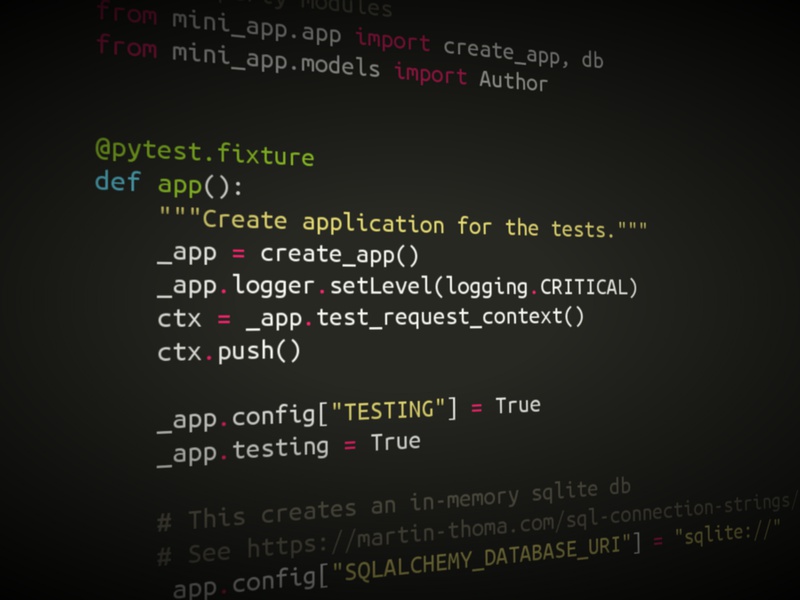 modules
from mini_app.app import create_app, db
from mini_app.models import Author
@pytest.fixture
def app():
"""Create application for the tests."""
_app = create_app()
_app.logger.setLevel(logging.CRITICAL)
ctx = _app.test_request_context()
ctx.push()
_app.config["TESTING"] = True
_app.testing = True
# This creates an in-memory sqlite db
# See https://martin-thoma.com/sql-connection-strings/
app.config["SQLALCHEMY_DATABASE_URI"] = "sqlite://"